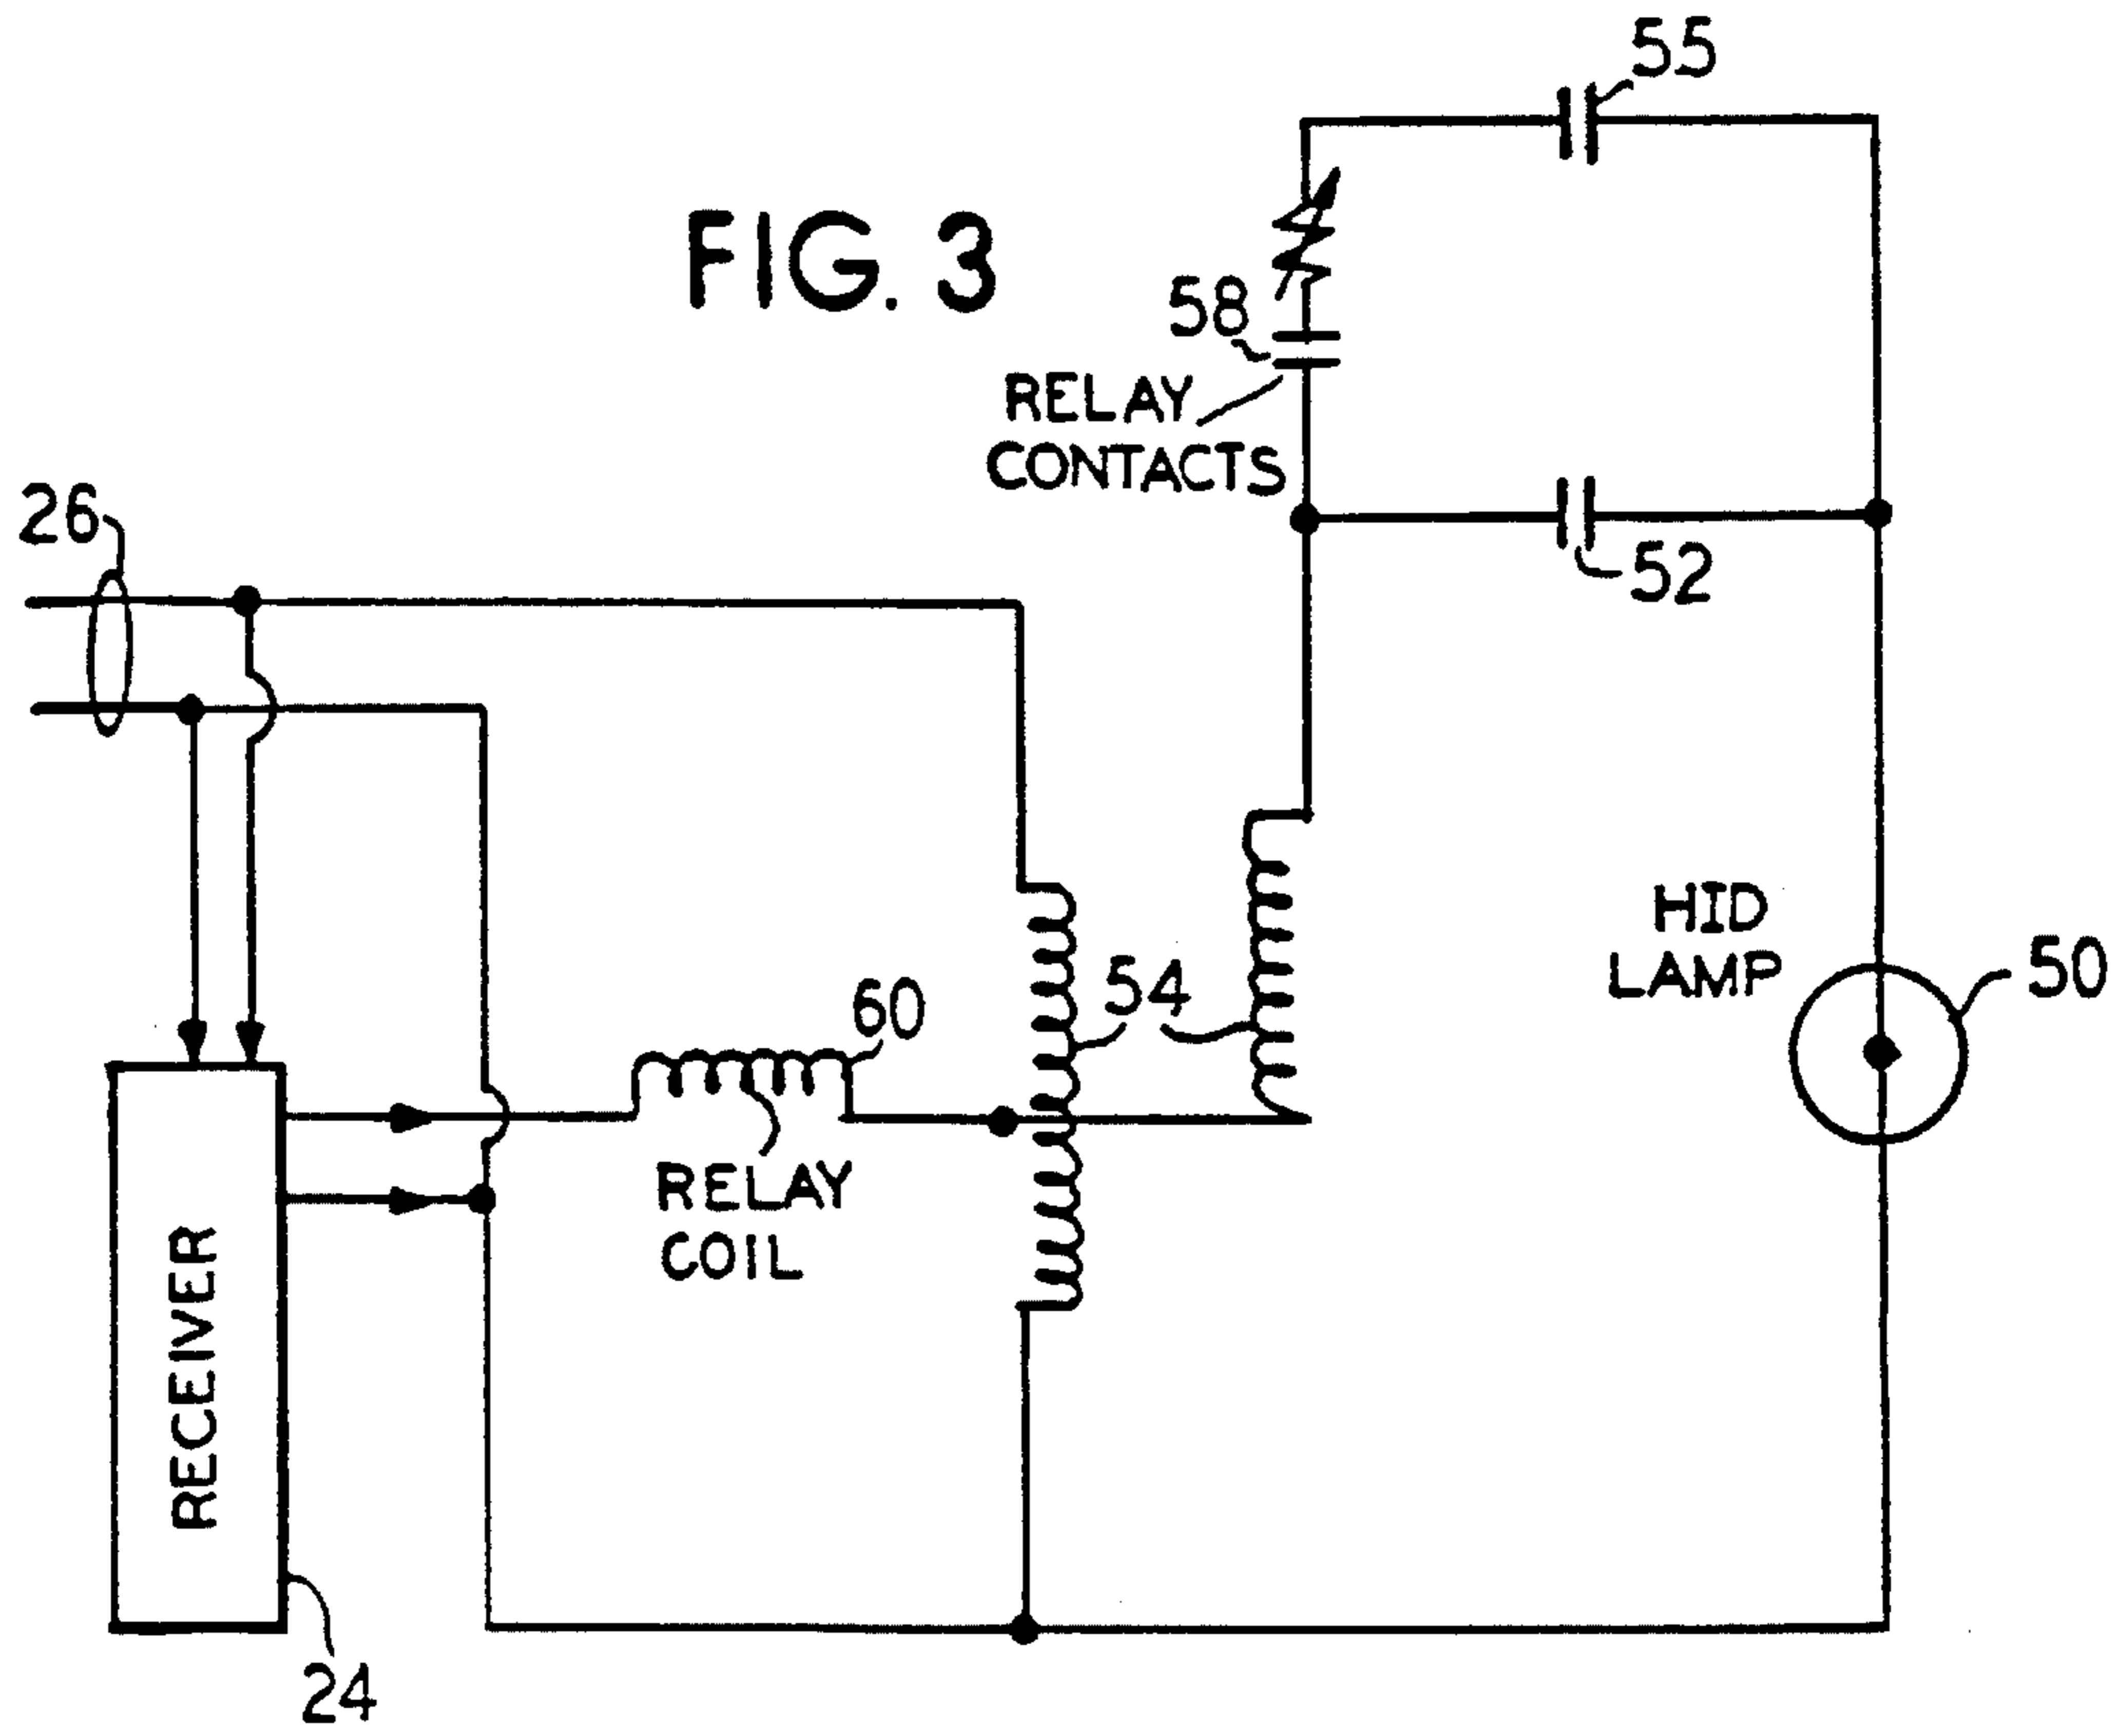 55
FIG. 3
58
RELAY
CONTACTS
26
52
HID
LAMP
50
54
60
RELAY
COIL
RECEIVER
24